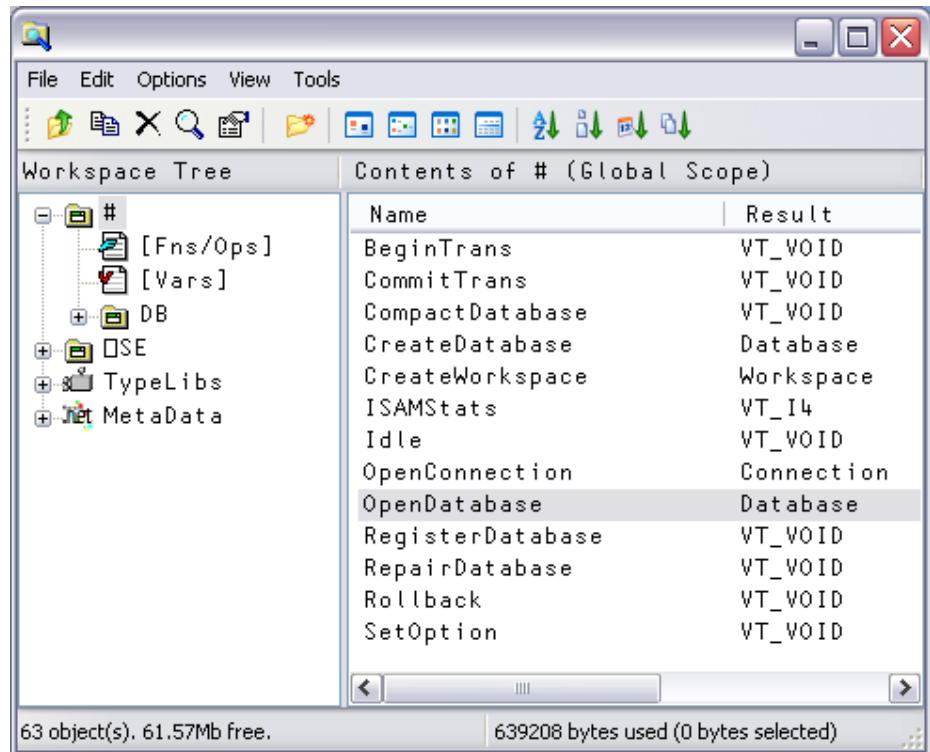 File Edit Options View Tools
Workspace Tree
Contents of # (Global Scope)
#
[Fns/Ops]
[Vars]
DB
⎕SE
TypeLibs
MetaData
Name Result
BeginTrans VT_VOID
CommitTrans VT_VOID
CompactDatabase VT_VOID
CreateDatabase Database
CreateWorkspace Workspace
ISAMStats VT_I4
Idle VT_VOID
OpenConnection Connection
OpenDatabase Database
RegisterDatabase VT_VOID
RepairDatabase VT_VOID
Rollback VT_VOID
SetOption VT_VOID
63 object(s). 61.57Mb free.
639208 bytes used (0 bytes selected)